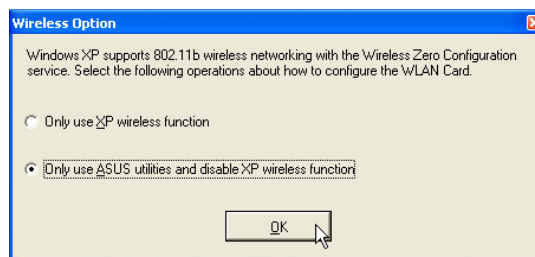 Wireless Option
Windows XP supports 802.11b wireless networking with the Wireless Zero Configuration
service. Select the following operations about how to configure the WLAN Card.
Only use XP wireless function
Only use ASUS utilities and disable XP wireless function
OK